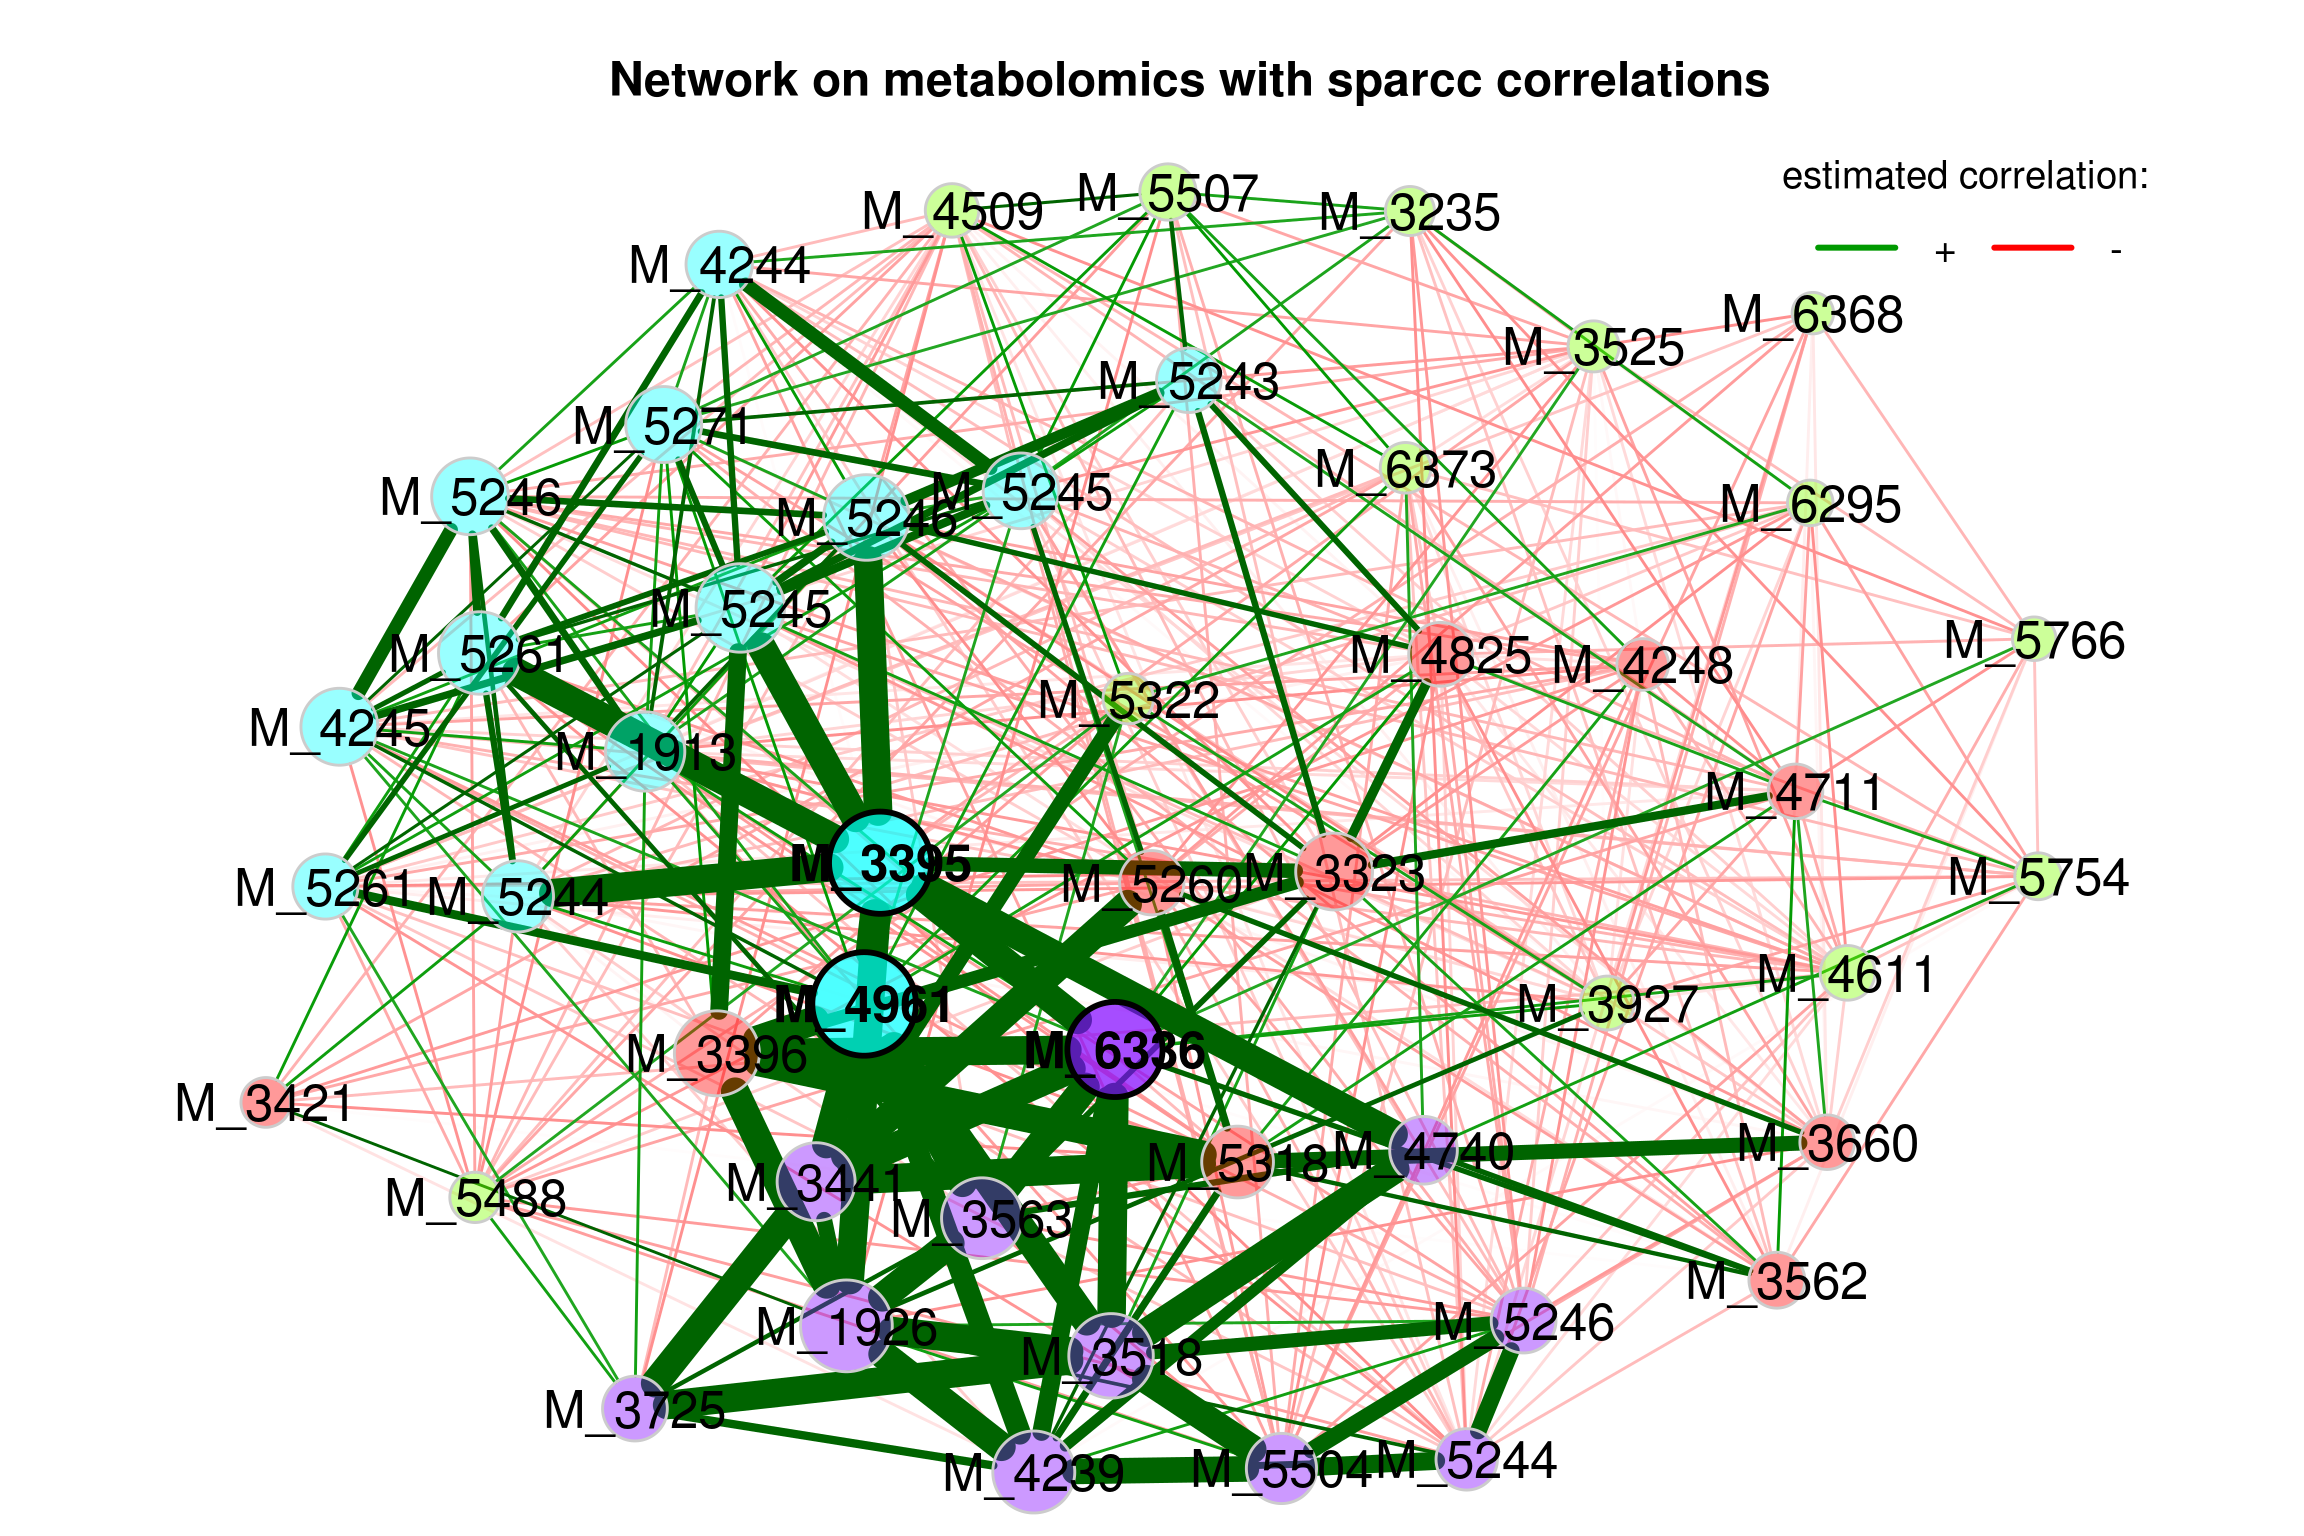 Network on metabolomics with sparcc correlations
estimated correlation:
+ -
M_4509
M_5507
M_3235
M_4244
M_6368
M_3525
M_5243
M_5271
M_6373
M_5246
M_5245
M_5246
M_6295
M_5245
M_5766
M_5261
M_4825
M_4248
M_5322
M_4245
M_1913
M_4711
M_3395
M_3323
M_5260
M_5754
M_5261
M_5244
M_4611
M_4961
M_3927
M_3396
M_6336
M_3421
M_3660
M_4740
M_5318
M_3441
M_5488
M_3563
M_3562
M_5246
M_1926
M_3518
M_3725
M_5244
M_5504
M_4239